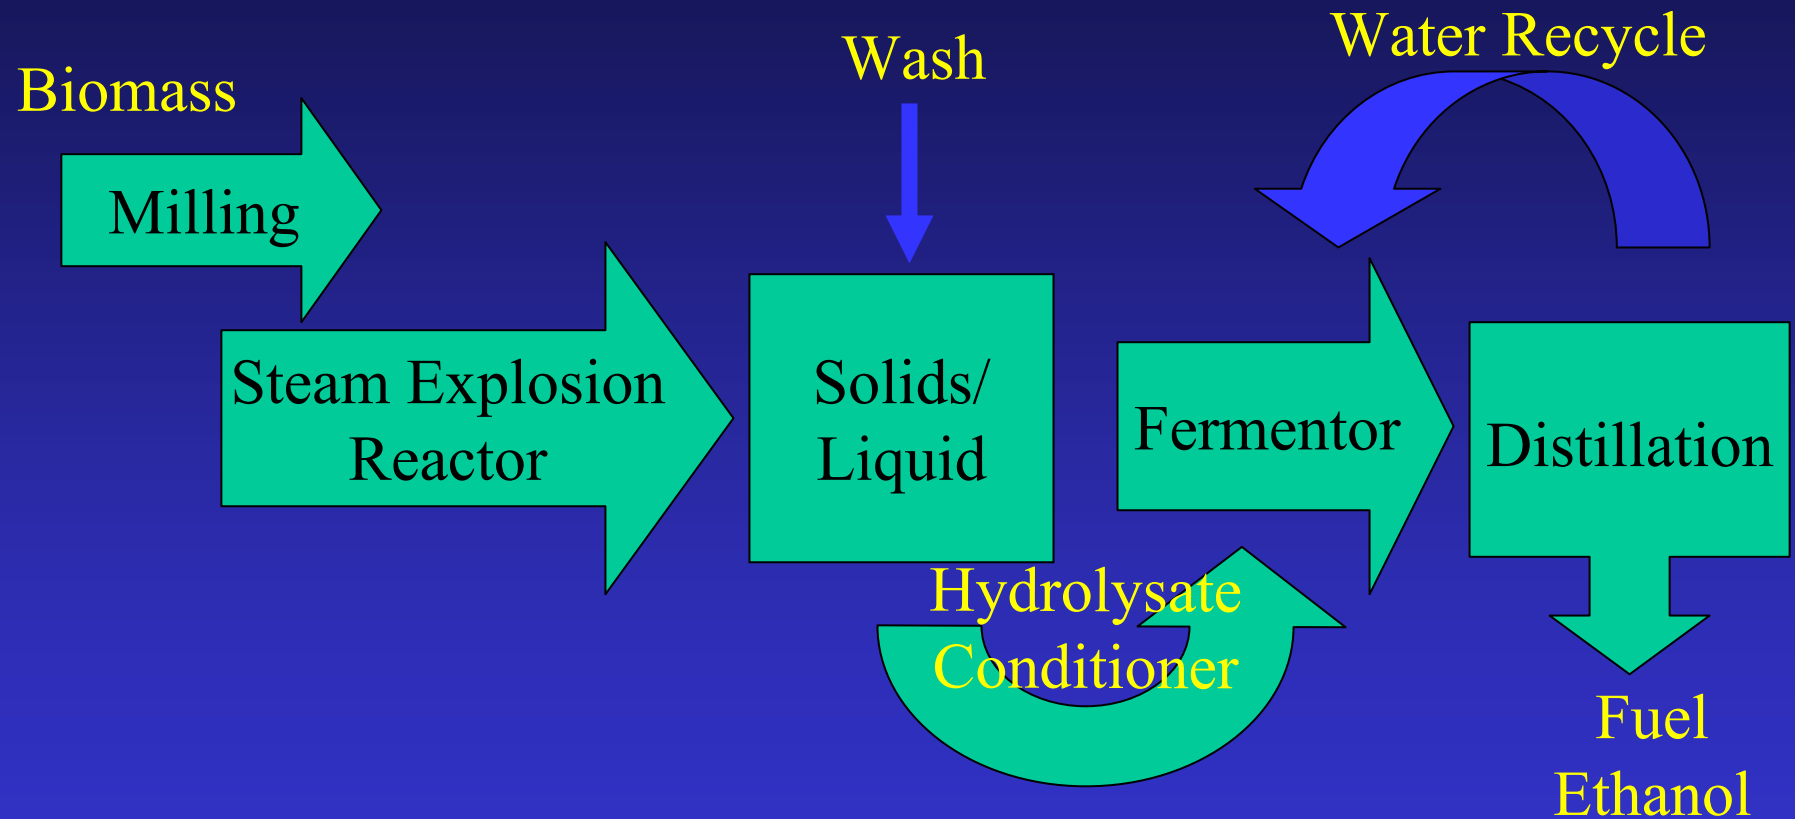 Biomass
Milling
Steam Explosion
Reactor
Wash
Solids/
Liquid
Hydrolysate
Conditioner
Fermentor
Water Recycle
Distillation
Fuel
Ethanol